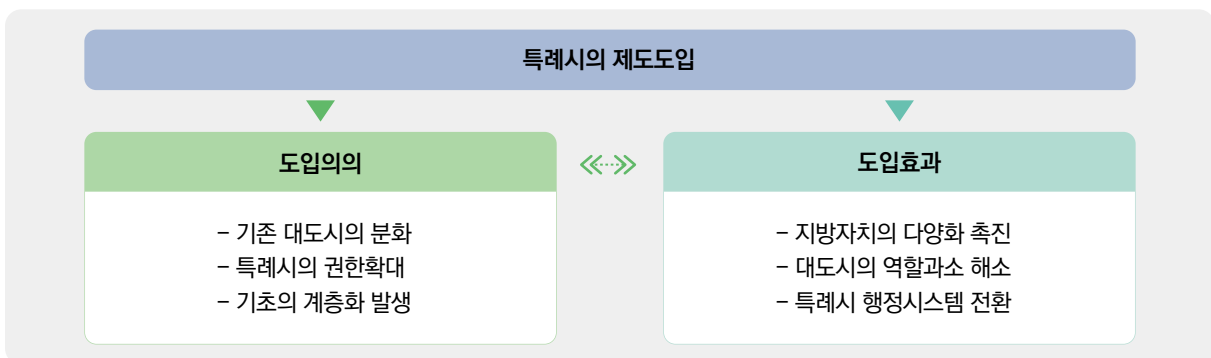 특례시의 제도도입
도입의의
– 기존 대도시의 분화
– 특례시의 권한확대
– 기초의 계층화 발생
도입효과
– 지방자치의 다양화 촉진
– 대도시의 역할과소 해소
– 특례시 행정시스템 전환